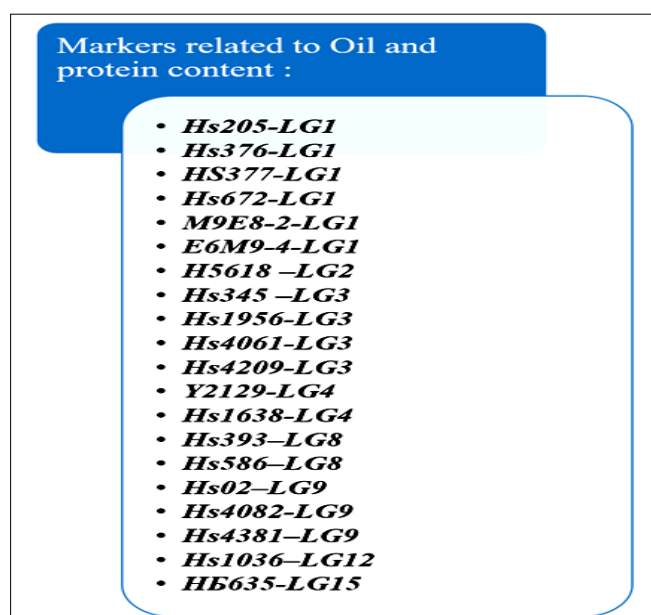 Markers related to Oil and
protein content :
• Hs205-LG1
• Hs376-LG1
• HS377-LG1
• Hs672-LG1
• M9E8-2-LG1
• E6M9-4-LG1
• H5618 –LG2
• Hs345 –LG3
• Hs1956-LG3
• Hs4061-LG3
• Hs4209-LG3
• Y2129-LG4
• Hs1638-LG4
• Hs393–LG8
• Hs586–LG8
• Hs02–LG9
• Hs4082-LG9
• Hs4381–LG9
• Hs1036–LG12
• HБ635-LG15